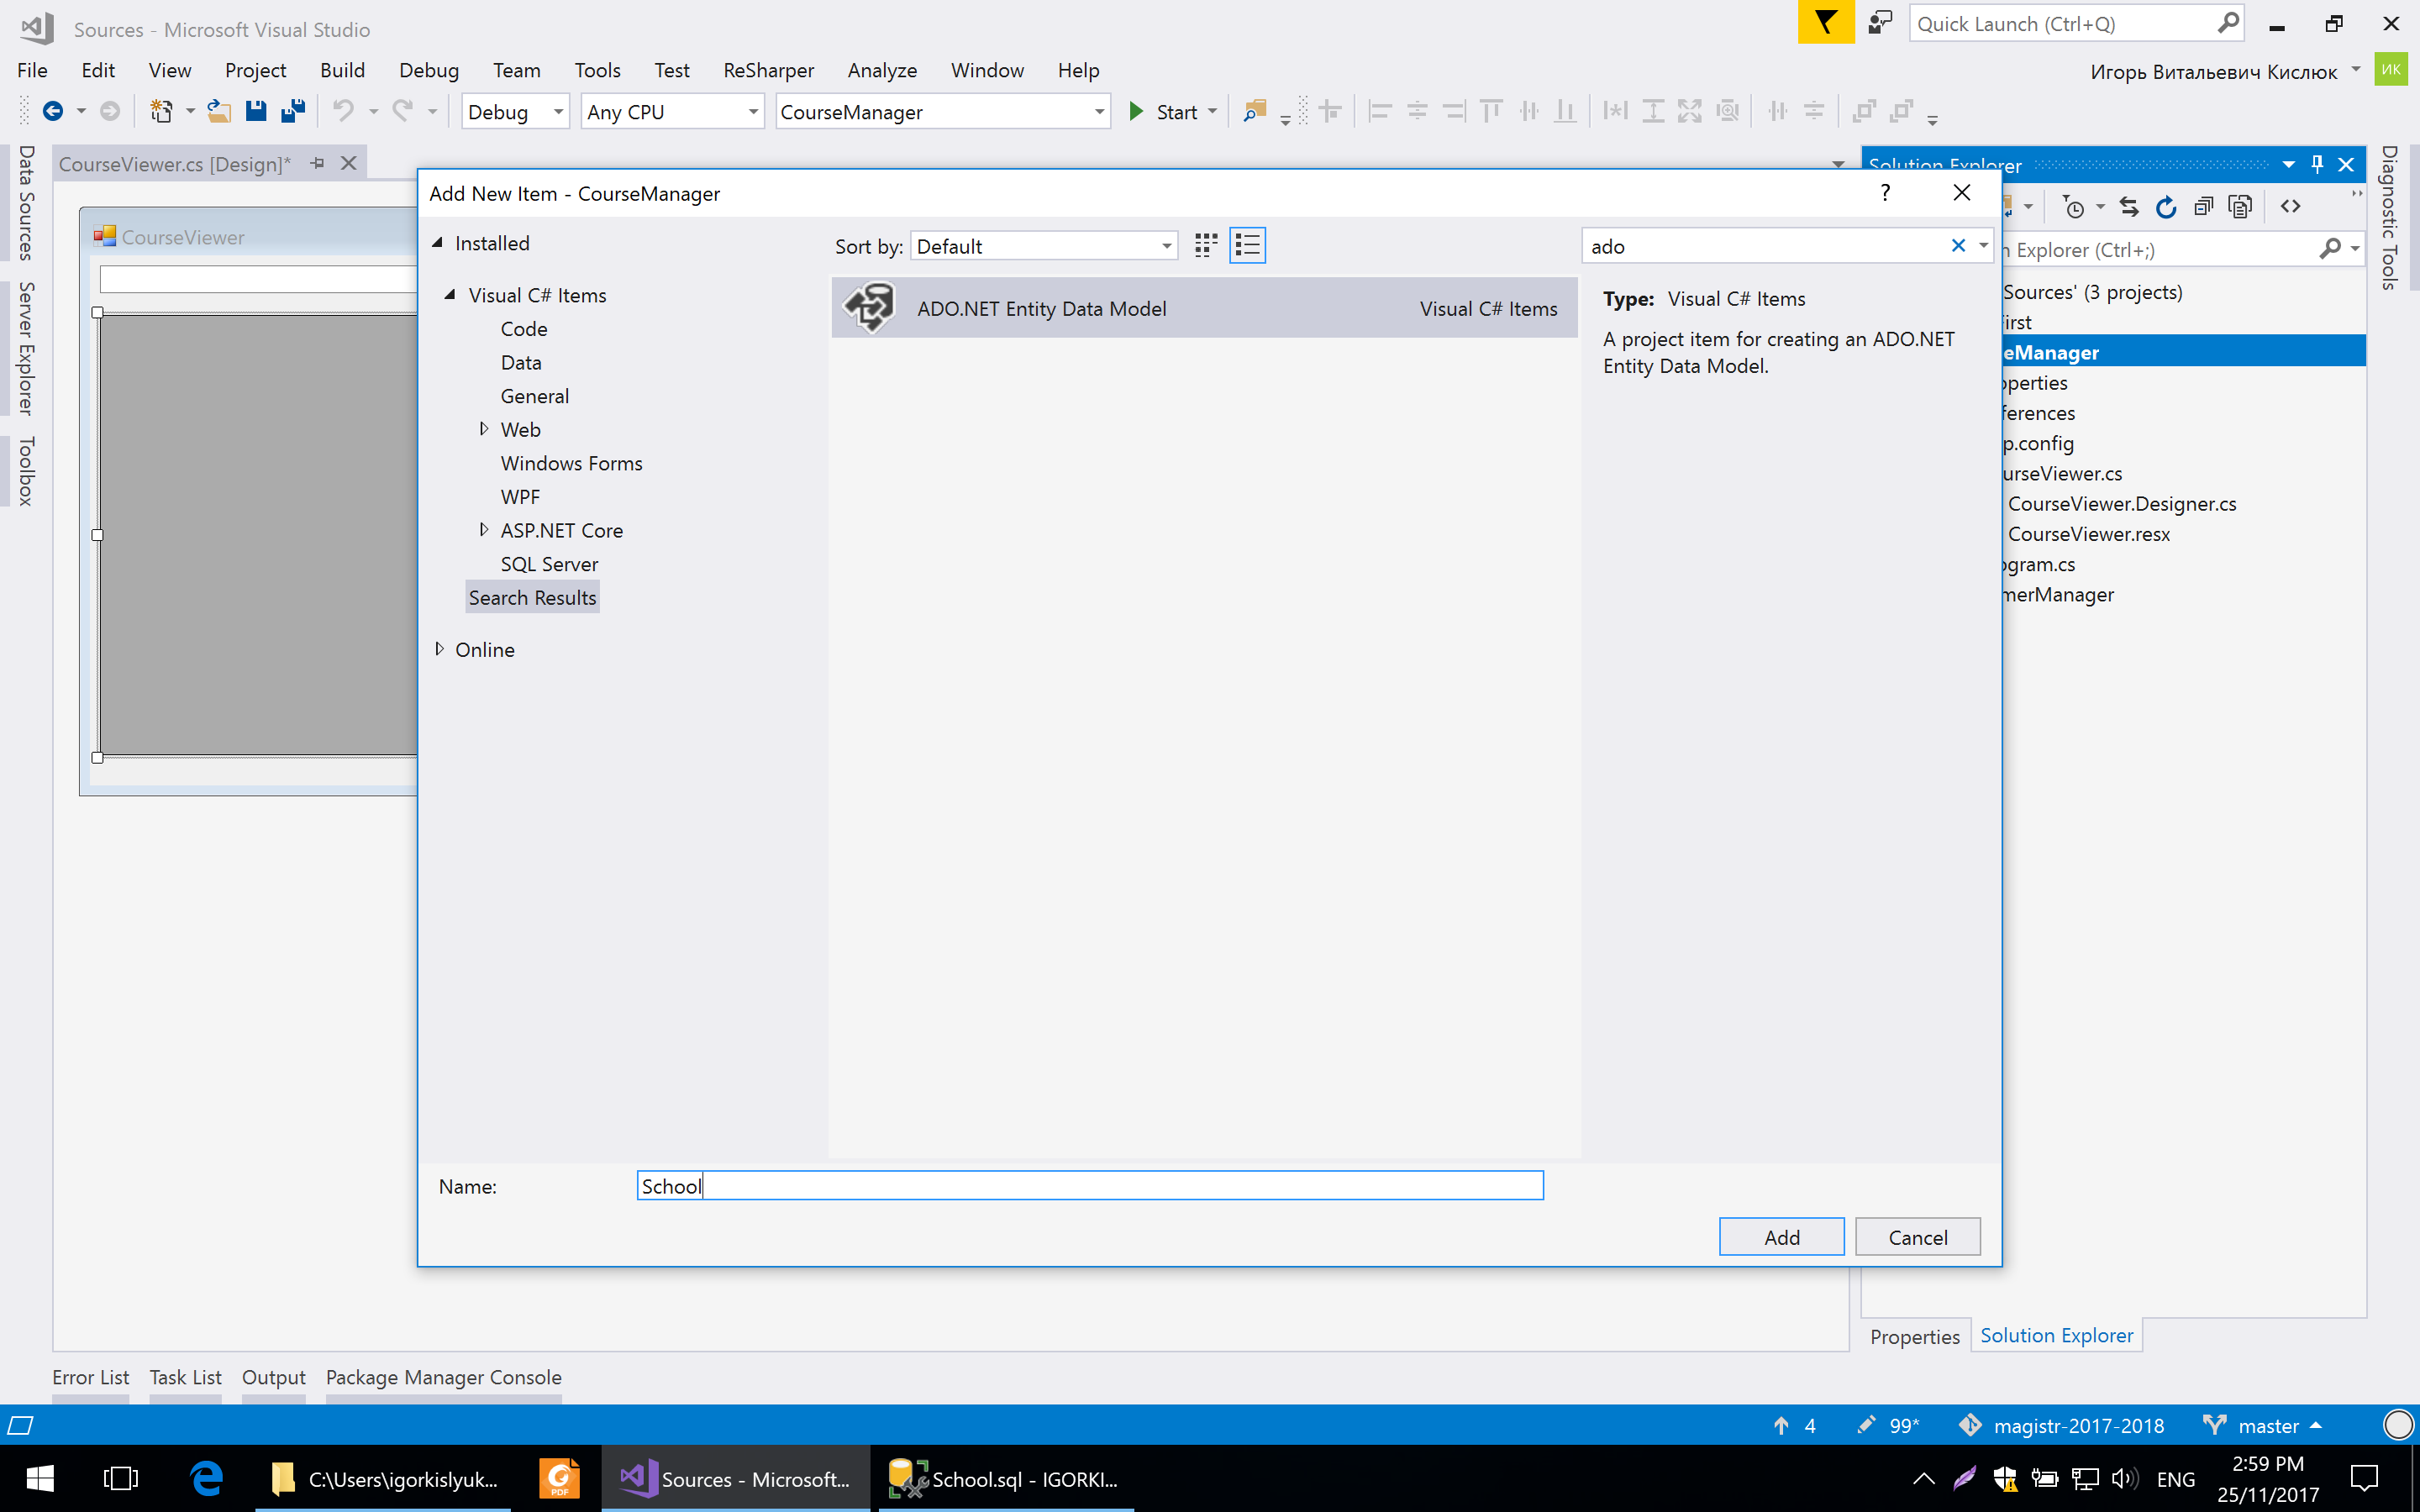 Sources - Microsoft Visual Studio
Quick Launch (Ctrl+Q)
File Edit View Project Build Debug Team Tools Test ReSharper Analyze Window Help
Игорь Витальевич Кислюк
ИК
Debug Any CPU CourseManager Start
Data Sources
Server Explorer
Toolbox
CourseViewer.cs [Design]*
CourseViewer
Add New Item - CourseManager
?
Installed
Visual C# Items
Code
Data
General
Web
Windows Forms
WPF
ASP.NET Core
SQL Server
Search Results
Online
Sort by: Default
ADO.NET Entity Data Model Visual C# Items
ado
Type: Visual C# Items
A project item for creating an ADO.NET
Entity Data Model.
Name: School
Add Cancel
Solution Explorer
n Explorer (Ctrl+;)
Sources' (3 projects)
irst
eManager
perties
ferences
p.config
urseViewer.cs
CourseViewer.Designer.cs
CourseViewer.resx
ogram.cs
merManager
Diagnostic Tools
Properties Solution Explorer
Error List Task List Output Package Manager Console
4 99* magistr-2017-2018 master
C:\Users\igorkislyuk...
PDF
Sources - Microsoft...
School.sql - IGORKI...
ENG
2:59 PM
25/11/2017